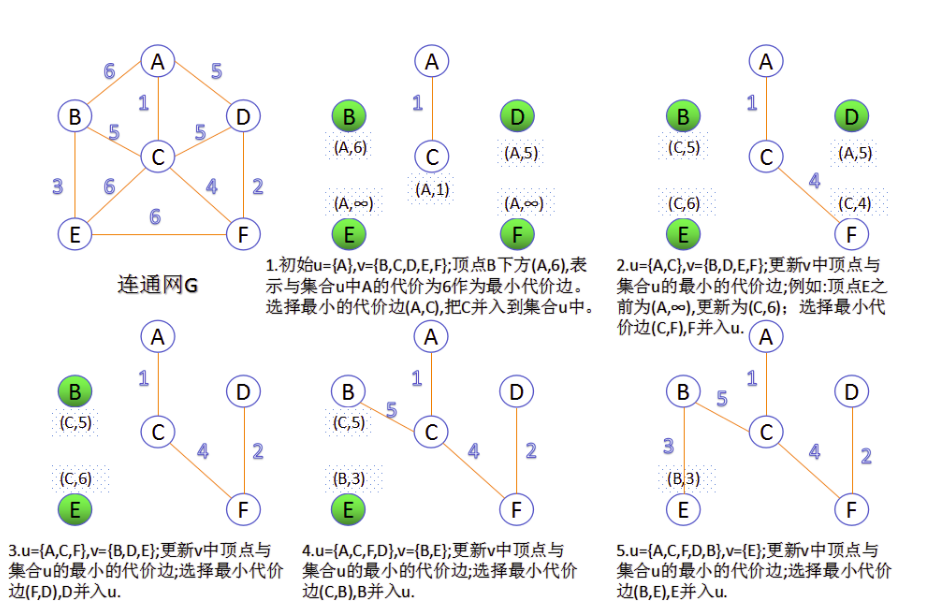 A
6
5
1
B
D
5
5
C
3
6
4
2
6
E
F
连通网G
A
1
B
D
(A,6)
C
(A,5)
(A,1)
(A,∞)
(A,∞)
E
F
1.初始u={A},v={B,C,D,E,F};顶点B下方(A,6),表
示与集合u中A的代价为6作为最小代价边。
选择最小的代价边(A,C),把C并入到集合u中。
A
1
B
D
(C,5)
C
(A,5)
4
(C,6)
(C,4)
E
F
2.u={A,C},v={B,D,E,F};更新v中顶点与
集合u的最小的代价边;例如:顶点E之
前为(A,∞),更新为(C,6)；选择最小代
价边(C,F),F并入u.
A
1
B
D
(C,5)
C
4
2
(C,6)
E
F
3.u={A,C,F},v={B,D,E};更新v中顶点与
集合u的最小的代价边;选择最小代价
边(F,D),D并入u.
A
1
B
D
5
(C,5)
C
4
2
(B,3)
E
F
4.u={A,C,F,D},v={B,E};更新v中顶点与
集合u的最小的代价边;选择最小代价
边(C,B),B并入u.
A
1
B
D
5
C
3
4
2
(B,3)
E
F
5.u={A,C,F,D,B},v={E};更新v中顶点与
集合u的最小的代价边;选择最小代价
边(B,E),E并入u.